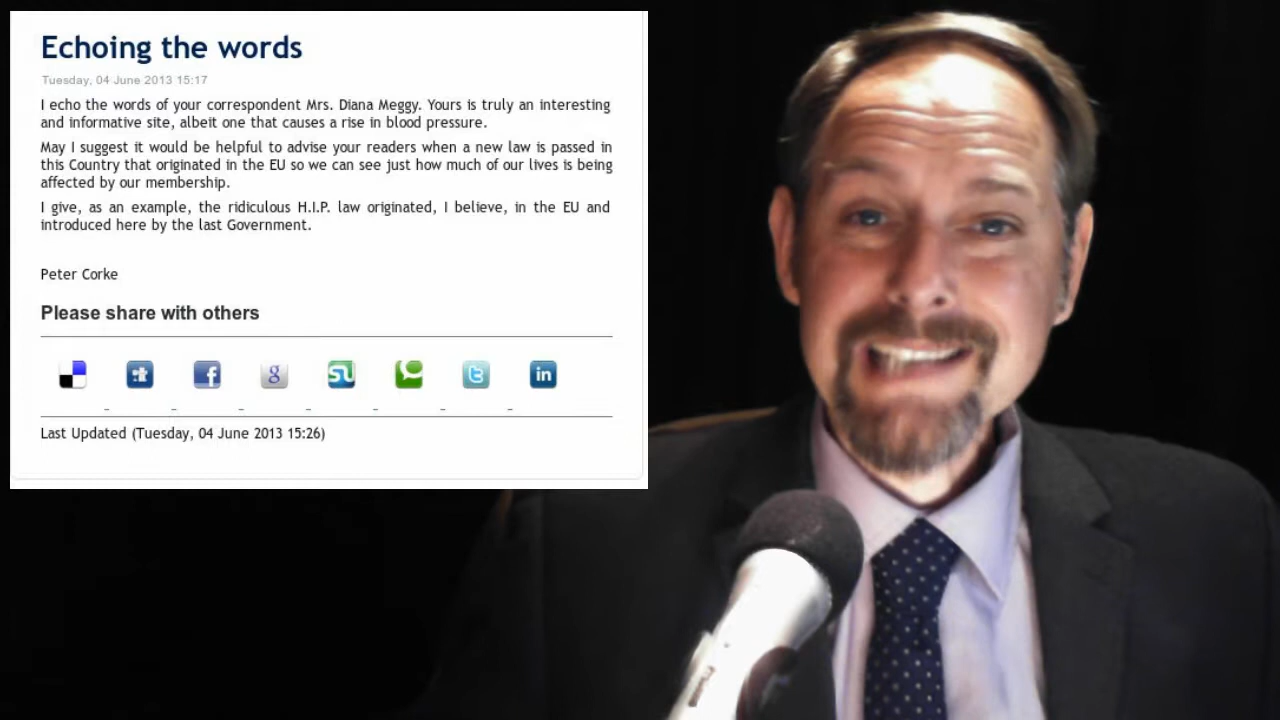 Echoing the words
Tuesday, 04 June 2013 15:17
I echo the words of your correspondent Mrs. Diana Meggy. Yours is truly an interesting
and informative site, albeit one that causes a rise in blood pressure.
May I suggest it would be helpful to advise your readers when a new law is passed in
this Country that originated in the EU so we can see just how much of our lives is being
affected by our membership.
I give, as an example, the ridiculous H.I.P. law originated, I believe, in the EU and
introduced here by the last Government.
Peter Corke
Please share with others
f g SU t in
Last Updated (Tuesday, 04 June 2013 15:26)